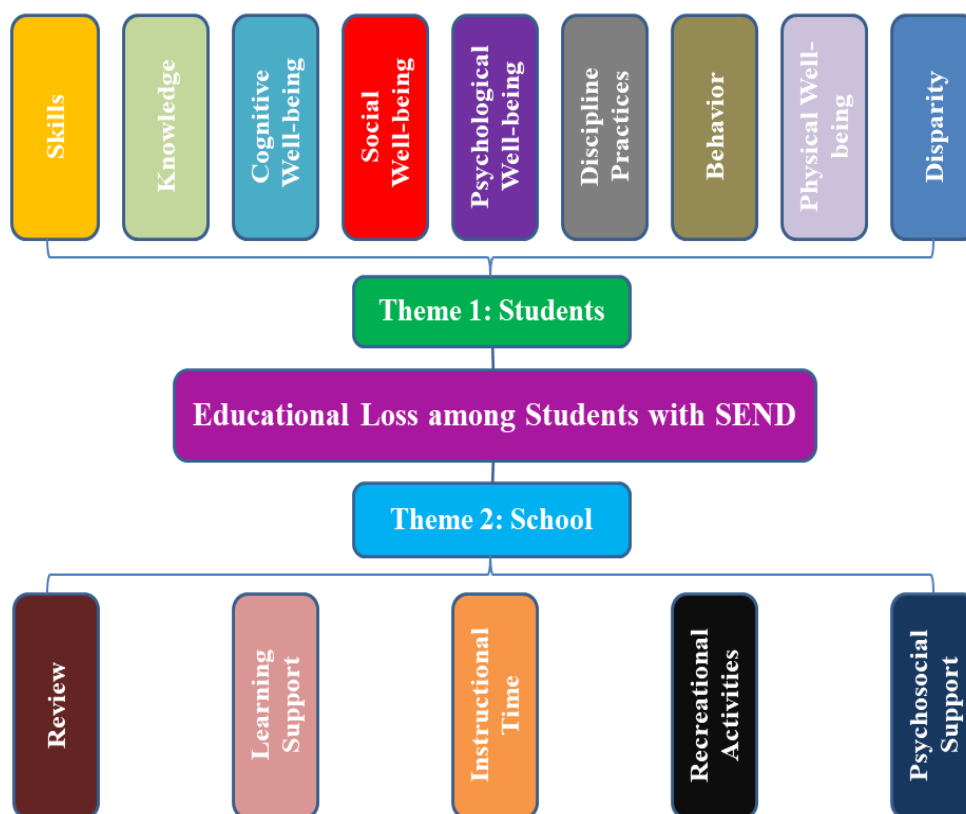 Skills
Knowledge
Cognitive
Well-being
Social
Well-being
Psychological
Well-being
Discipline
Practices
Behavior
Physical Well-
being
Disparity
Theme 1: Students
Educational Loss among Students with SEND
Theme 2: School
Review
Learning
Support
Instructional
Time
Recreational
Activities
Psychosocial
Support